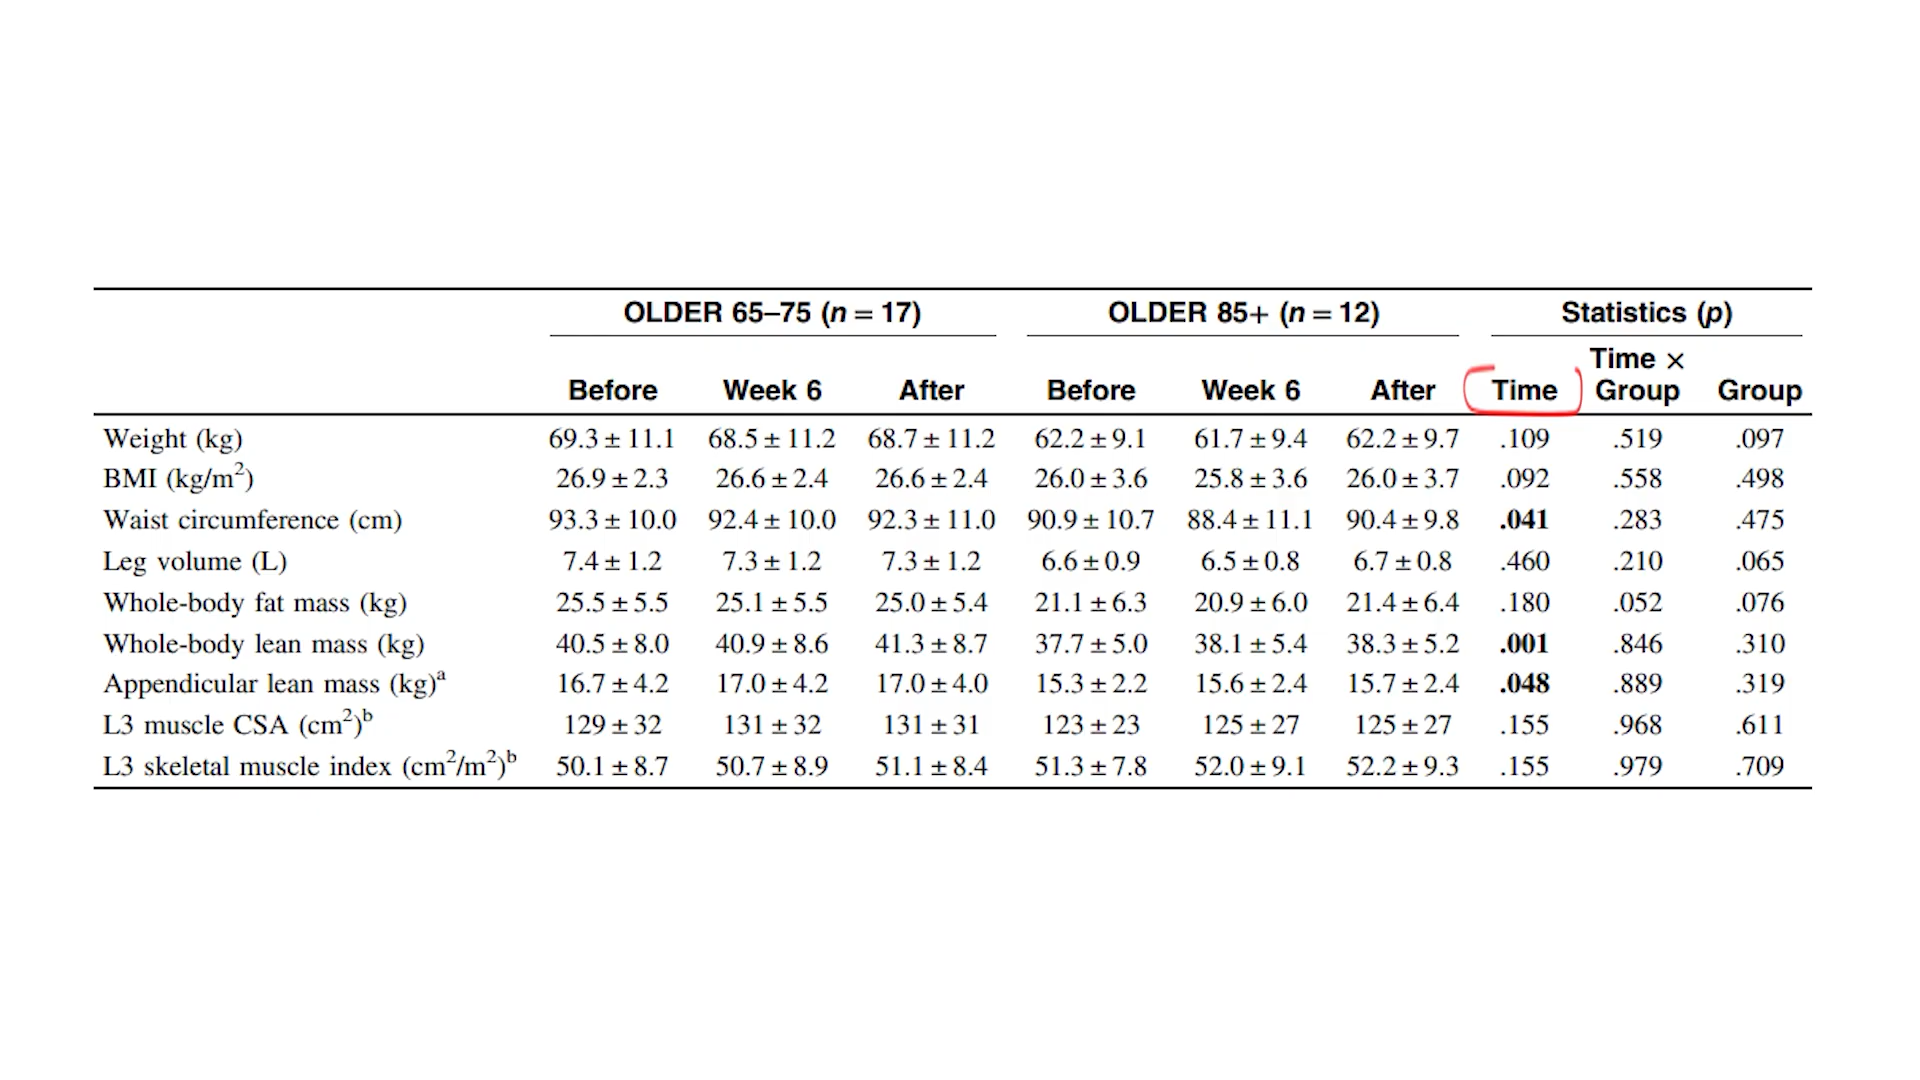 OLDER 65–75 (n = 17) OLDER 85+ (n = 12) Statistics (p)
Before Week 6 After Before Week 6 After Time Time × Group Group
Weight (kg) 69.3 ± 11.1 68.5 ± 11.2 68.7 ± 11.2 62.2 ± 9.1 61.7 ± 9.4 62.2 ± 9.7 .109 .519 .097
BMI (kg/m²) 26.9 ± 2.3 26.6 ± 2.4 26.6 ± 2.4 26.0 ± 3.6 25.8 ± 3.6 26.0 ± 3.7 .092 .558 .498
Waist circumference (cm) 93.3 ± 10.0 92.4 ± 10.0 92.3 ± 11.0 90.9 ± 10.7 88.4 ± 11.1 90.4 ± 9.8 .041 .283 .475
Leg volume (L) 7.4 ± 1.2 7.3 ± 1.2 7.3 ± 1.2 6.6 ± 0.9 6.5 ± 0.8 6.7 ± 0.8 .460 .210 .065
Whole-body fat mass (kg) 25.5 ± 5.5 25.1 ± 5.5 25.0 ± 5.4 21.1 ± 6.3 20.9 ± 6.0 21.4 ± 6.4 .180 .052 .076
Whole-body lean mass (kg) 40.5 ± 8.0 40.9 ± 8.6 41.3 ± 8.7 37.7 ± 5.0 38.1 ± 5.4 38.3 ± 5.2 .001 .846 .310
Appendicular lean mass (kg)ᵃ 16.7 ± 4.2 17.0 ± 4.2 17.0 ± 4.0 15.3 ± 2.2 15.6 ± 2.4 15.7 ± 2.4 .048 .889 .319
L3 muscle CSA (cm²)ᵇ 129 ± 32 131 ± 32 131 ± 31 123 ± 23 125 ± 27 125 ± 27 .155 .968 .611
L3 skeletal muscle index (cm²/m²)ᵇ 50.1 ± 8.7 50.7 ± 8.9 51.1 ± 8.4 51.3 ± 7.8 52.0 ± 9.1 52.2 ± 9.3 .155 .979 .709